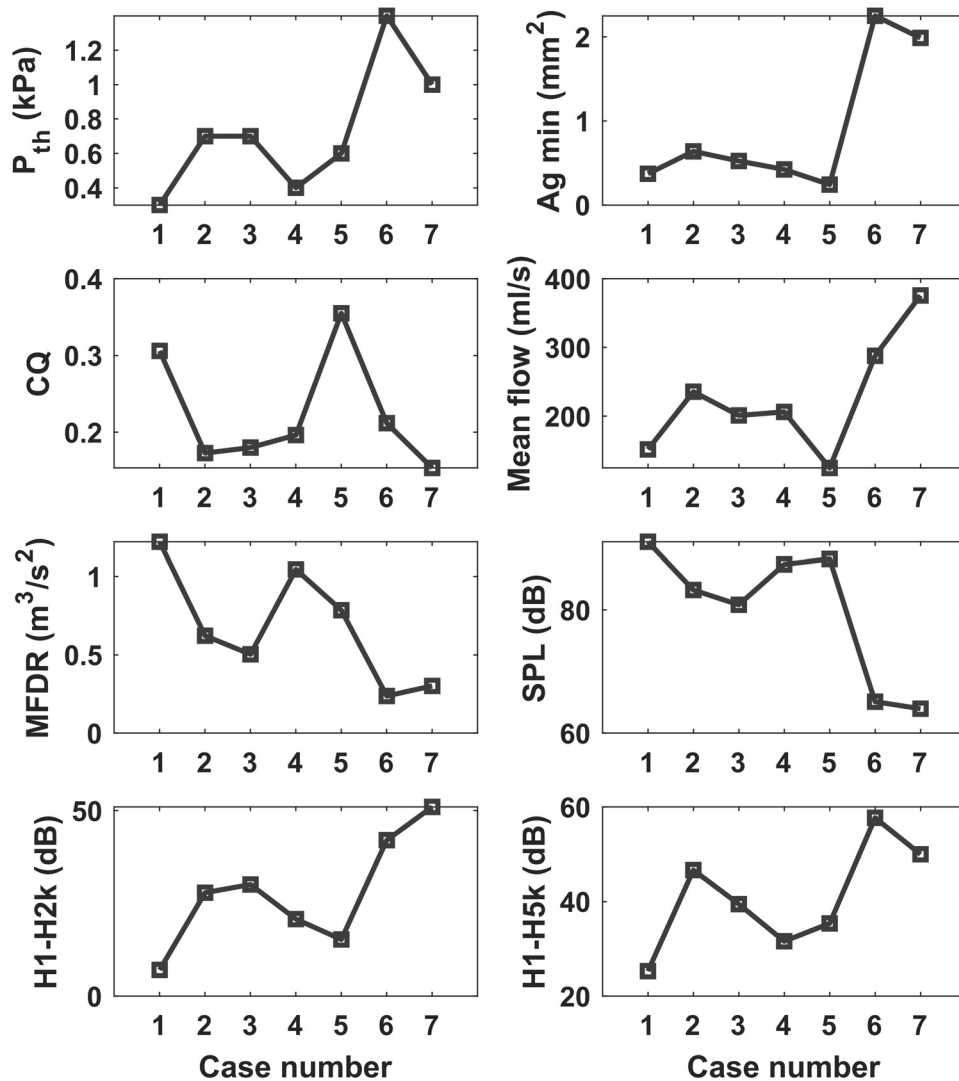 P_th (kPa)
1.2
1
0.8
0.6
0.4
1 2 3 4 5 6 7
Ag min (mm²)
2
1
0
1 2 3 4 5 6 7
CQ
0.4
0.3
0.2
1 2 3 4 5 6 7
Mean flow (ml/s)
400
300
200
1 2 3 4 5 6 7
MFDR (m³/s²)
1
0.5
0
1 2 3 4 5 6 7
SPL (dB)
80
60
1 2 3 4 5 6 7
H1-H2k (dB)
50
0
1 2 3 4 5 6 7
Case number
H1-H5k (dB)
60
40
20
1 2 3 4 5 6 7
Case number